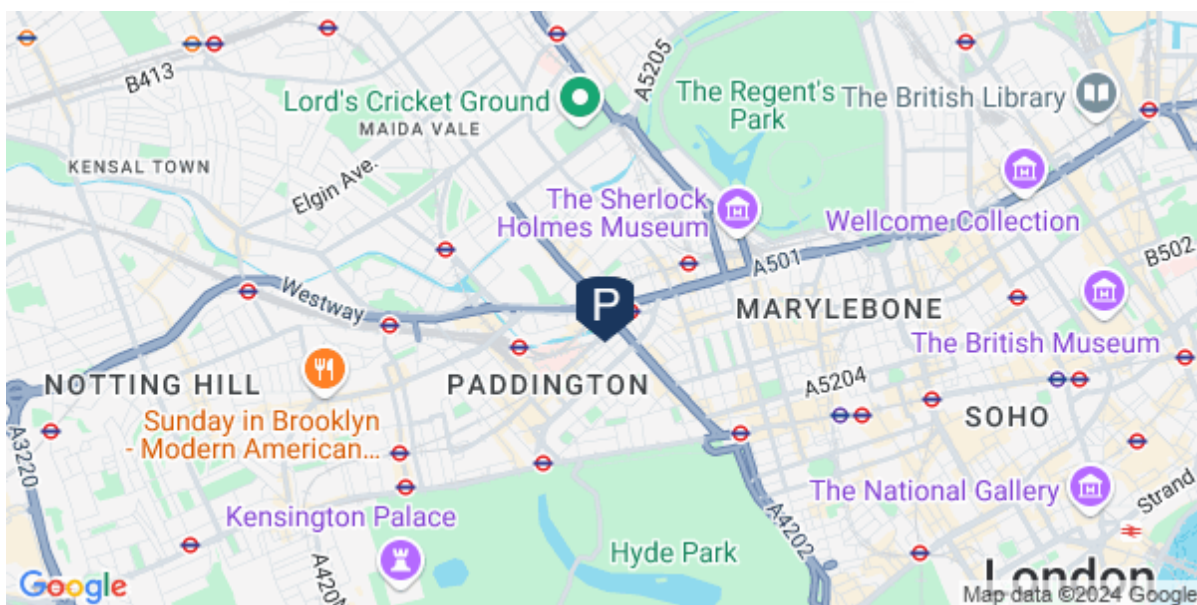 B413
A5205
Lord's Cricket Ground
MAIDA VALE
The Regent's
Park
The British Library
KENSAL TOWN
Elgin Ave.
The Sherlock
Holmes Museum
Wellcome Collection
B502
A501
Westway
P
MARYLEBONE
The British Museum
NOTTING HILL
PADDINGTON
A5204
SOHO
Sunday in Brooklyn
- Modern American...
A3220
The National Gallery
Strand
Kensington Palace
A4202
Hyde Park
London
Google
Map data ©2024 Google